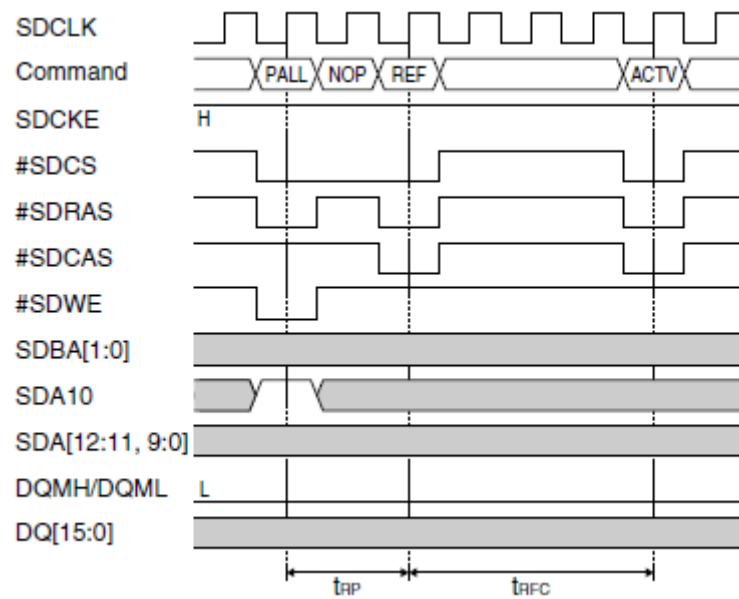 SDCLK
Command PALL NOP REF ACTV
SDCKE H
#SDCS
#SDRAS
#SDCAS
#SDWE
SDBA[1:0]
SDA10
SDA[12:11, 9:0]
DQMH/DQML L
DQ[15:0]
tRP tRFC